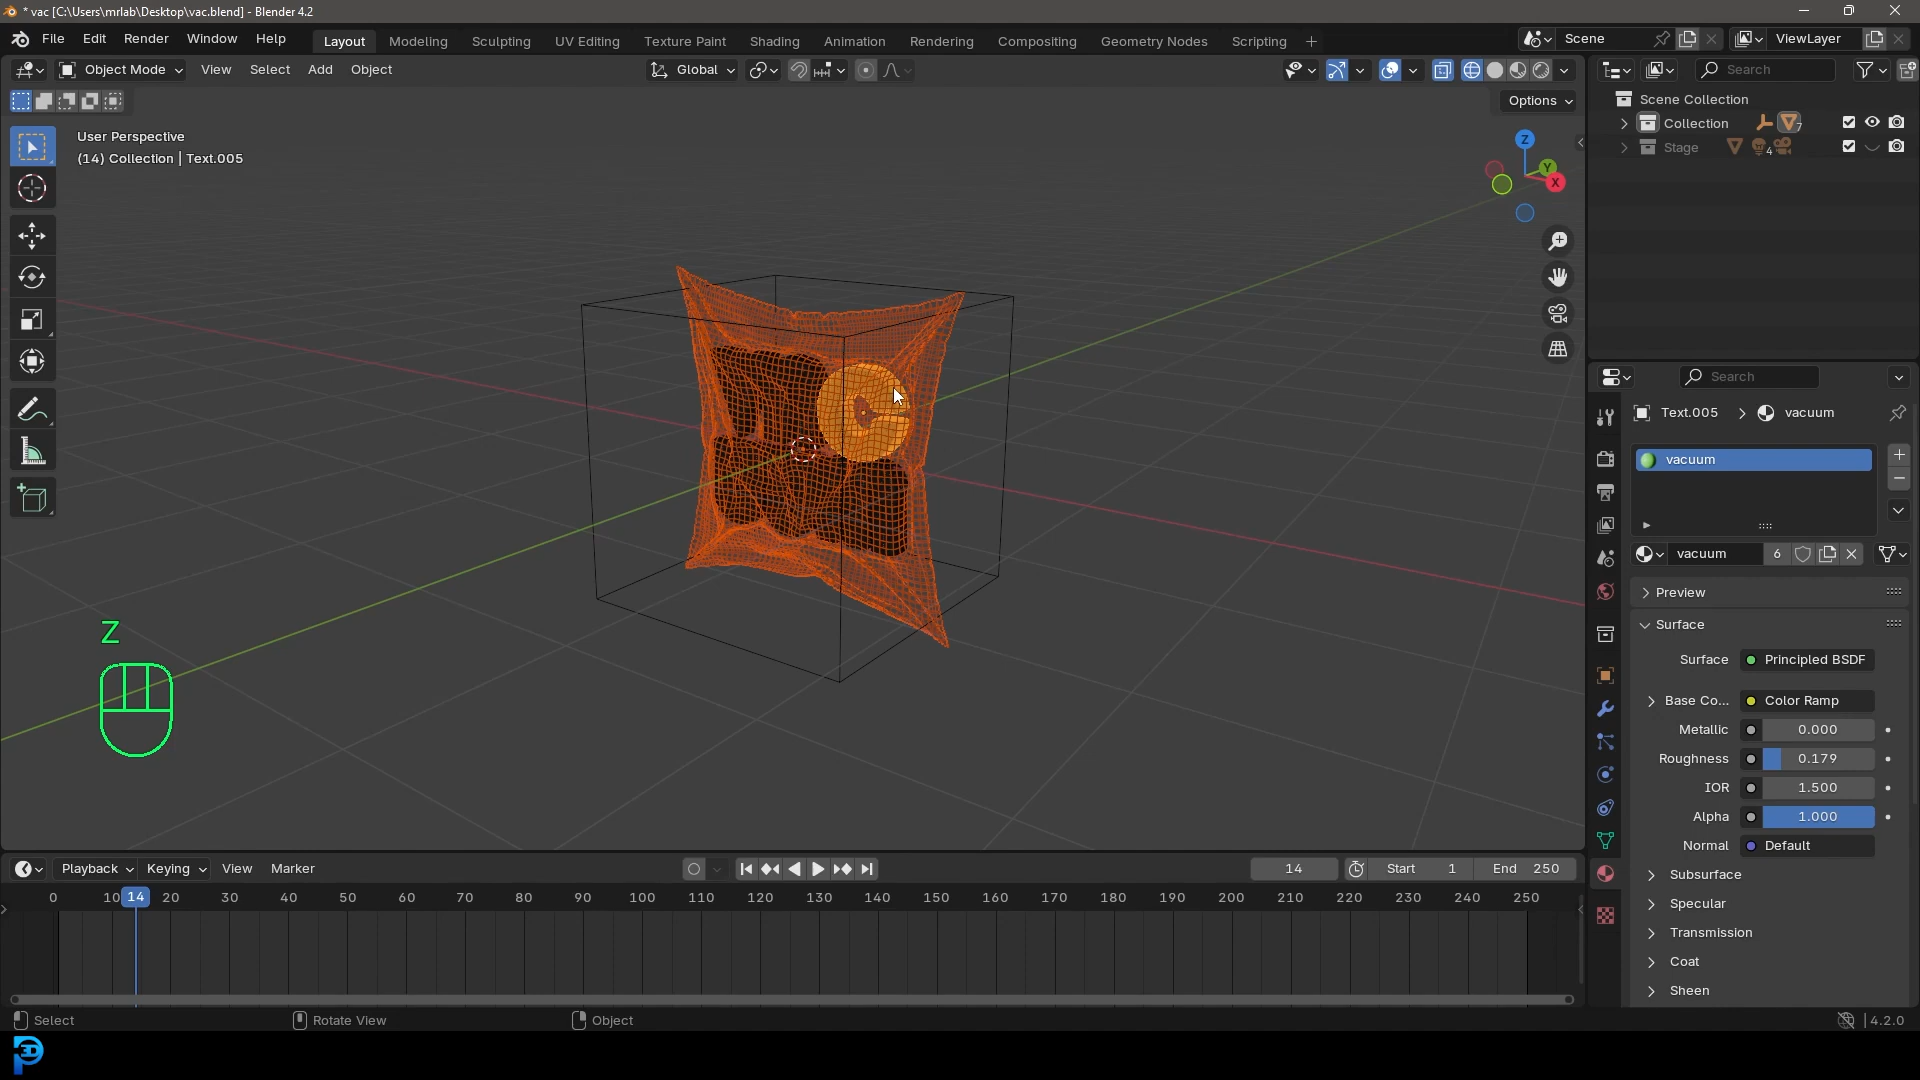 * vac [C:\Users\mrlab\Desktop\vac.blend] - Blender 4.2
File Edit Render Window Help
Layout Modeling Sculpting UV Editing Texture Paint Shading Animation Rendering Compositing Geometry Nodes Scripting +
Scene
ViewLayer
Object Mode View Select Add Object
Global
Search
Options
User Perspective
(14) Collection | Text.005
Scene Collection
Collection 7
Stage 4
Z
Y
X
Search
Text.005 > vacuum
vacuum
vacuum 6
Preview
Surface
Surface Principled BSDF
Base Co... Color Ramp
Metallic 0.000
Roughness 0.179
IOR 1.500
Alpha 1.000
Normal Default
Subsurface
Specular
Transmission
Coat
Sheen
Z
Playback Keying View Marker
14 Start 1 End 250
0 10 14 20 30 40 50 60 70 80 90 100 110 120 130 140 150 160 170 180 190 200 210 220 230 240 250
Select Rotate View Object
4.2.0